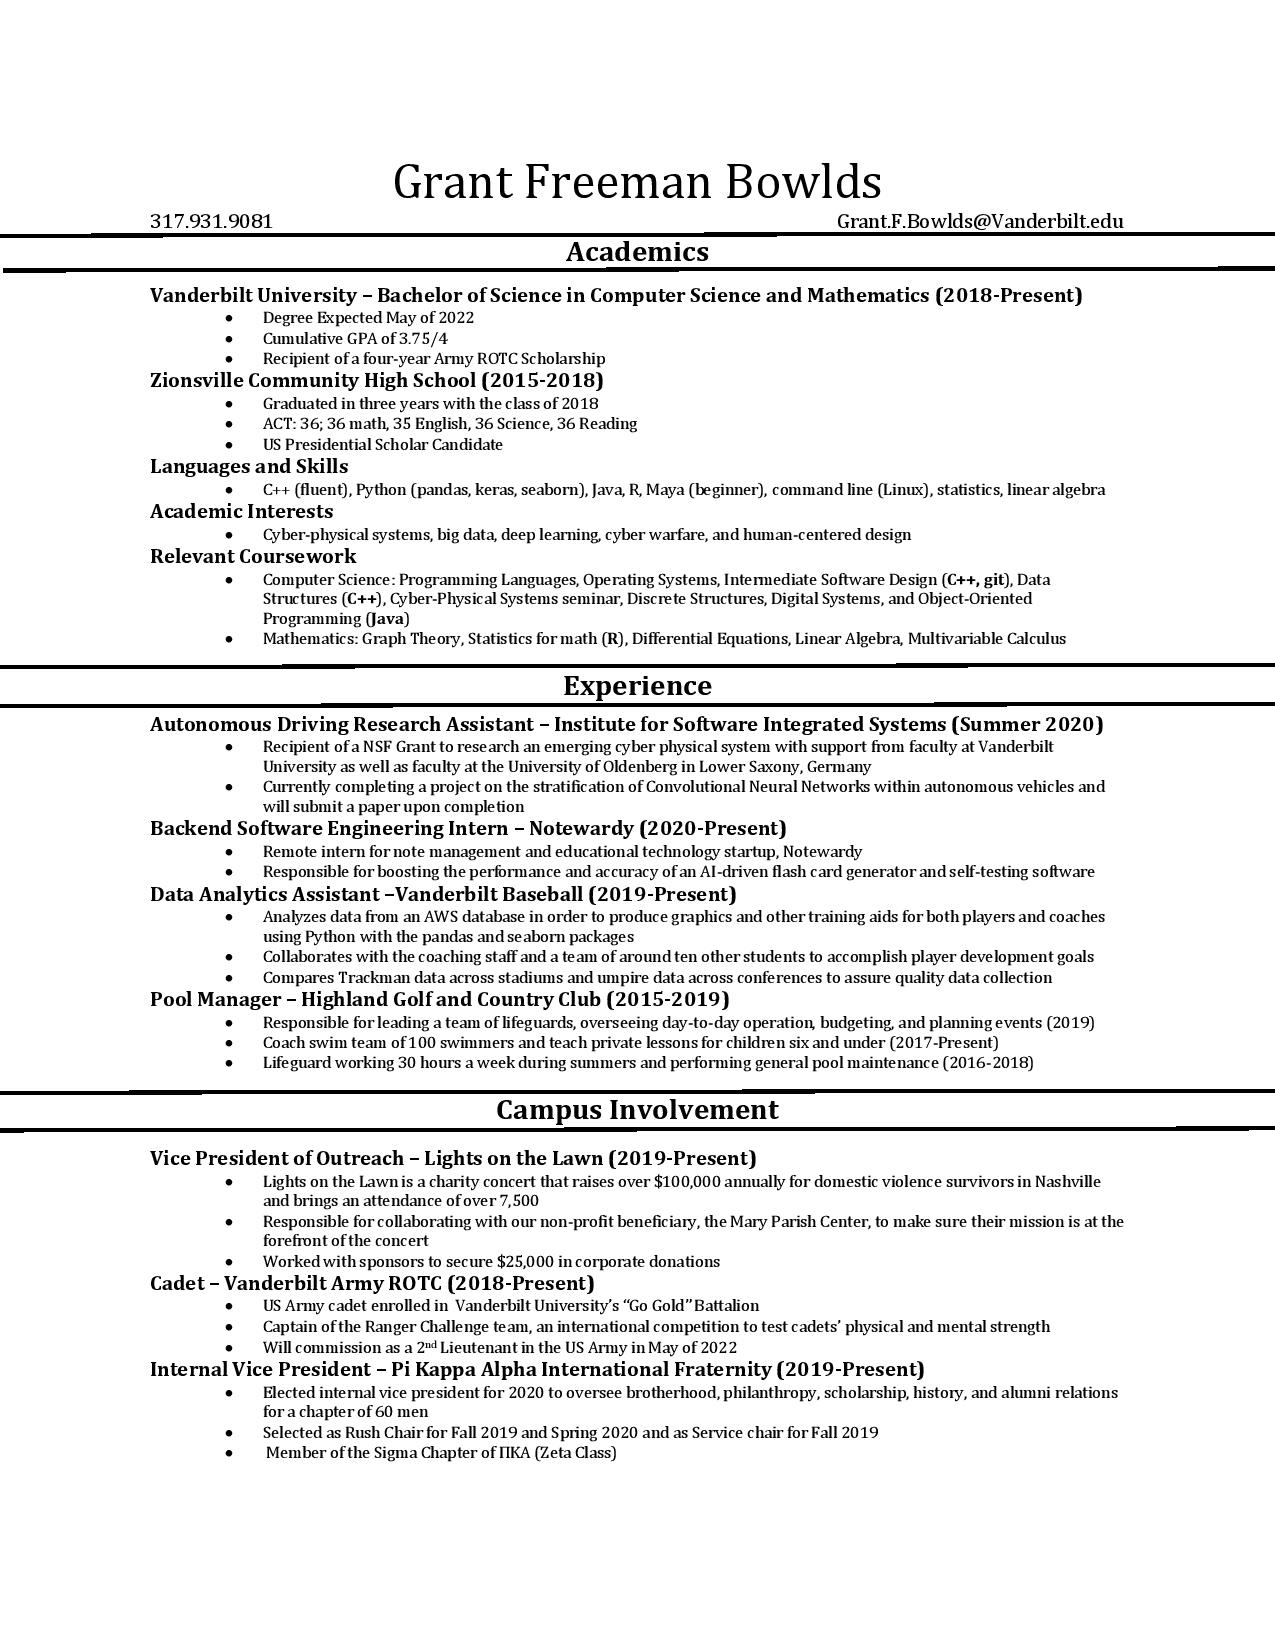 Grant Freeman Bowlds
317.931.9081 Grant.F.Bowlds@Vanderbilt.edu
Academics
Vanderbilt University – Bachelor of Science in Computer Science and Mathematics (2018-Present)
• Degree Expected May of 2022
• Cumulative GPA of 3.75/4
• Recipient of a four-year Army ROTC Scholarship
Zionsville Community High School (2015-2018)
• Graduated in three years with the class of 2018
• ACT: 36; 36 math, 35 English, 36 Science, 36 Reading
• US Presidential Scholar Candidate
Languages and Skills
• C++ (fluent), Python (pandas, keras, seaborn), Java, R, Maya (beginner), command line (Linux), statistics, linear algebra
Academic Interests
• Cyber-physical systems, big data, deep learning, cyber warfare, and human-centered design
Relevant Coursework
• Computer Science: Programming Languages, Operating Systems, Intermediate Software Design (C++, git), Data
Structures (C++), Cyber-Physical Systems seminar, Discrete Structures, Digital Systems, and Object-Oriented
Programming (Java)
• Mathematics: Graph Theory, Statistics for math (R), Differential Equations, Linear Algebra, Multivariable Calculus
Experience
Autonomous Driving Research Assistant – Institute for Software Integrated Systems (Summer 2020)
• Recipient of a NSF Grant to research an emerging cyber physical system with support from faculty at Vanderbilt
University as well as faculty at the University of Oldenberg in Lower Saxony, Germany
• Currently completing a project on the stratification of Convolutional Neural Networks within autonomous vehicles and
will submit a paper upon completion
Backend Software Engineering Intern – Notewardy (2020-Present)
• Remote intern for note management and educational technology startup, Notewardy
• Responsible for boosting the performance and accuracy of an AI-driven flash card generator and self-testing software
Data Analytics Assistant –Vanderbilt Baseball (2019-Present)
• Analyzes data from an AWS database in order to produce graphics and other training aids for both players and coaches
using Python with the pandas and seaborn packages
• Collaborates with the coaching staff and a team of around ten other students to accomplish player development goals
• Compares Trackman data across stadiums and umpire data across conferences to assure quality data collection
Pool Manager – Highland Golf and Country Club (2015-2019)
• Responsible for leading a team of lifeguards, overseeing day-to-day operation, budgeting, and planning events (2019)
• Coach swim team of 100 swimmers and teach private lessons for children six and under (2017-Present)
• Lifeguard working 30 hours a week during summers and performing general pool maintenance (2016-2018)
Campus Involvement
Vice President of Outreach – Lights on the Lawn (2019-Present)
• Lights on the Lawn is a charity concert that raises over $100,000 annually for domestic violence survivors in Nashville
and brings an attendance of over 7,500
• Responsible for collaborating with our non-profit beneficiary, the Mary Parish Center, to make sure their mission is at the
forefront of the concert
• Worked with sponsors to secure $25,000 in corporate donations
Cadet – Vanderbilt Army ROTC (2018-Present)
• US Army cadet enrolled in Vanderbilt University’s “Go Gold” Battalion
• Captain of the Ranger Challenge team, an international competition to test cadets’ physical and mental strength
• Will commission as a 2nd Lieutenant in the US Army in May of 2022
Internal Vice President – Pi Kappa Alpha International Fraternity (2019-Present)
• Elected internal vice president for 2020 to oversee brotherhood, philanthropy, scholarship, history, and alumni relations
for a chapter of 60 men
• Selected as Rush Chair for Fall 2019 and Spring 2020 and as Service chair for Fall 2019
• Member of the Sigma Chapter of ΠKA (Zeta Class)